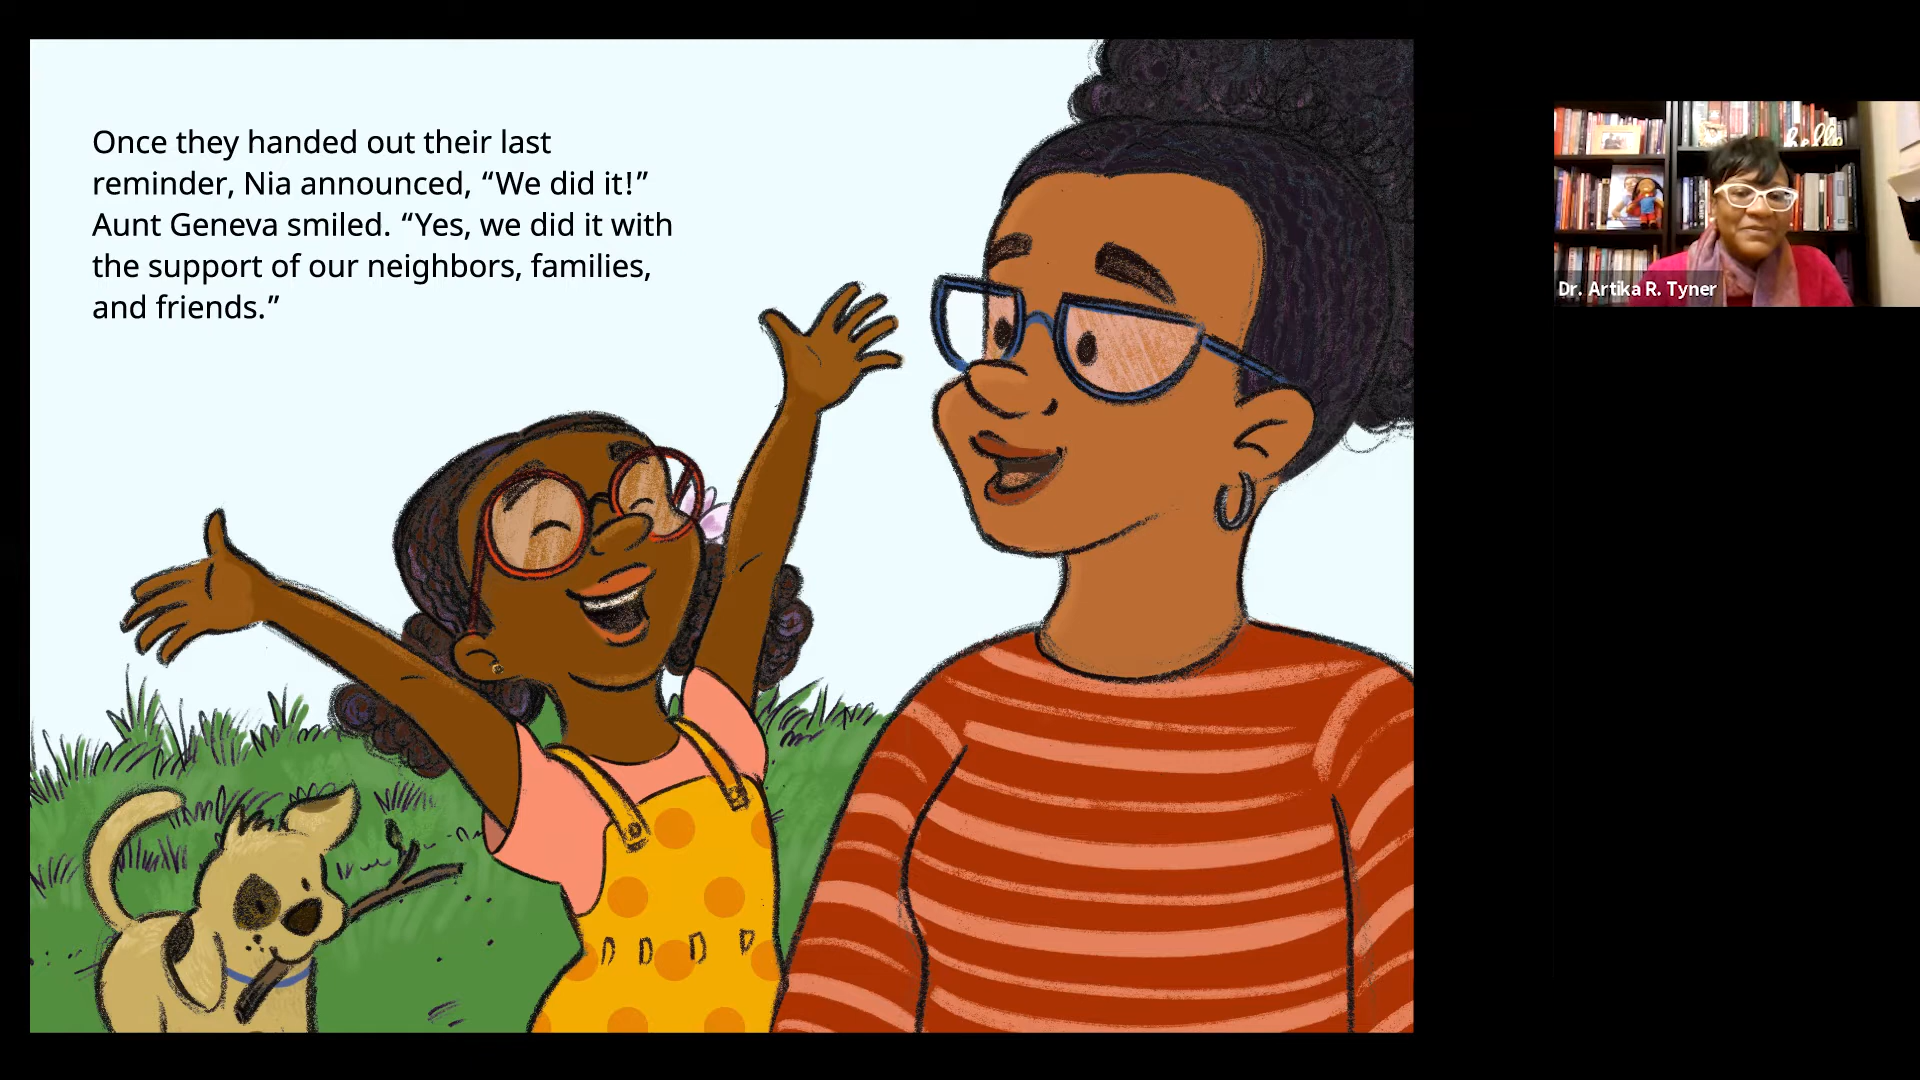 Once they handed out their last
reminder, Nia announced, “We did it!”
Aunt Geneva smiled. “Yes, we did it with
the support of our neighbors, families,
and friends.”
hello
Dr. Artika R. Tyner